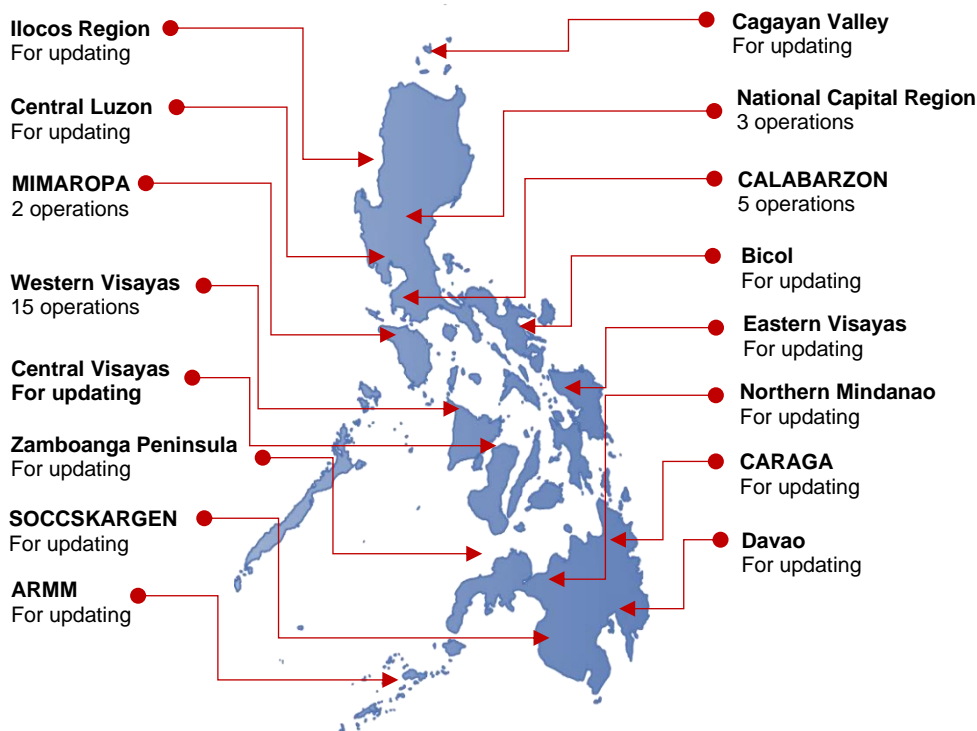 Ilocos Region
For updating
Central Luzon
For updating
MIMAROPA
2 operations
Western Visayas
15 operations
Central Visayas
For updating
Zamboanga Peninsula
For updating
SOCCSKARGEN
For updating
ARMM
For updating
Cagayan Valley
For updating
National Capital Region
3 operations
CALABARZON
5 operations
Bicol
For updating
Eastern Visayas
For updating
Northern Mindanao
For updating
CARAGA
For updating
Davao
For updating